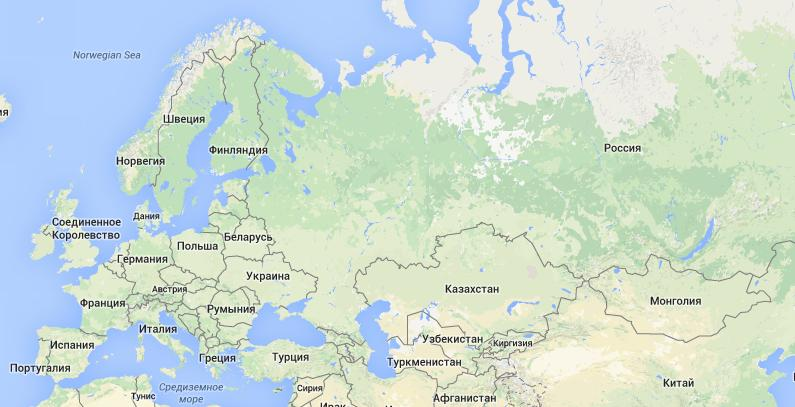 Norwegian Sea
ия
Швеция
Финляндия
Норвегия
Россия
Дания
Соединенное
Королевство
Беларусь
Польша
Германия
Украина
Австрия
Казахстан
Франция
Монголия
Румыния
Италия
Узбекистан
Испания
Киргизия
Греция
Турция
Туркменистан
Португалия
Китай
Средиземное
море
Сирия
Тунис
Афганистан
Ирак